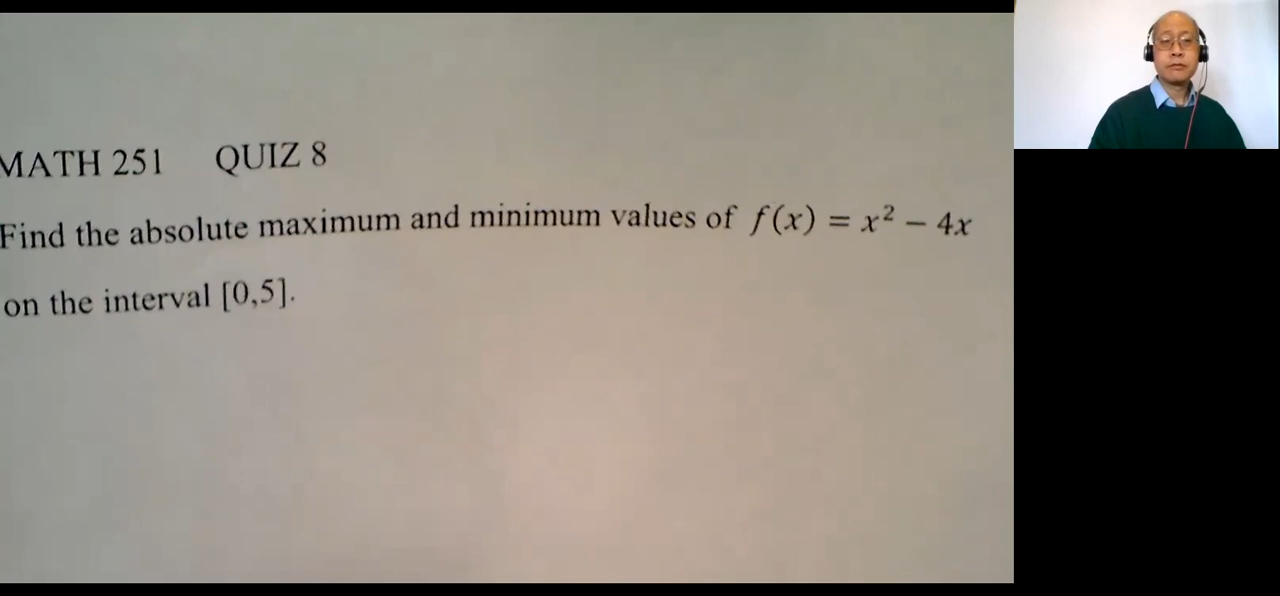 MATH 251 QUIZ 8
Find the absolute maximum and minimum values of f(x) = x² − 4x
on the interval [0,5].